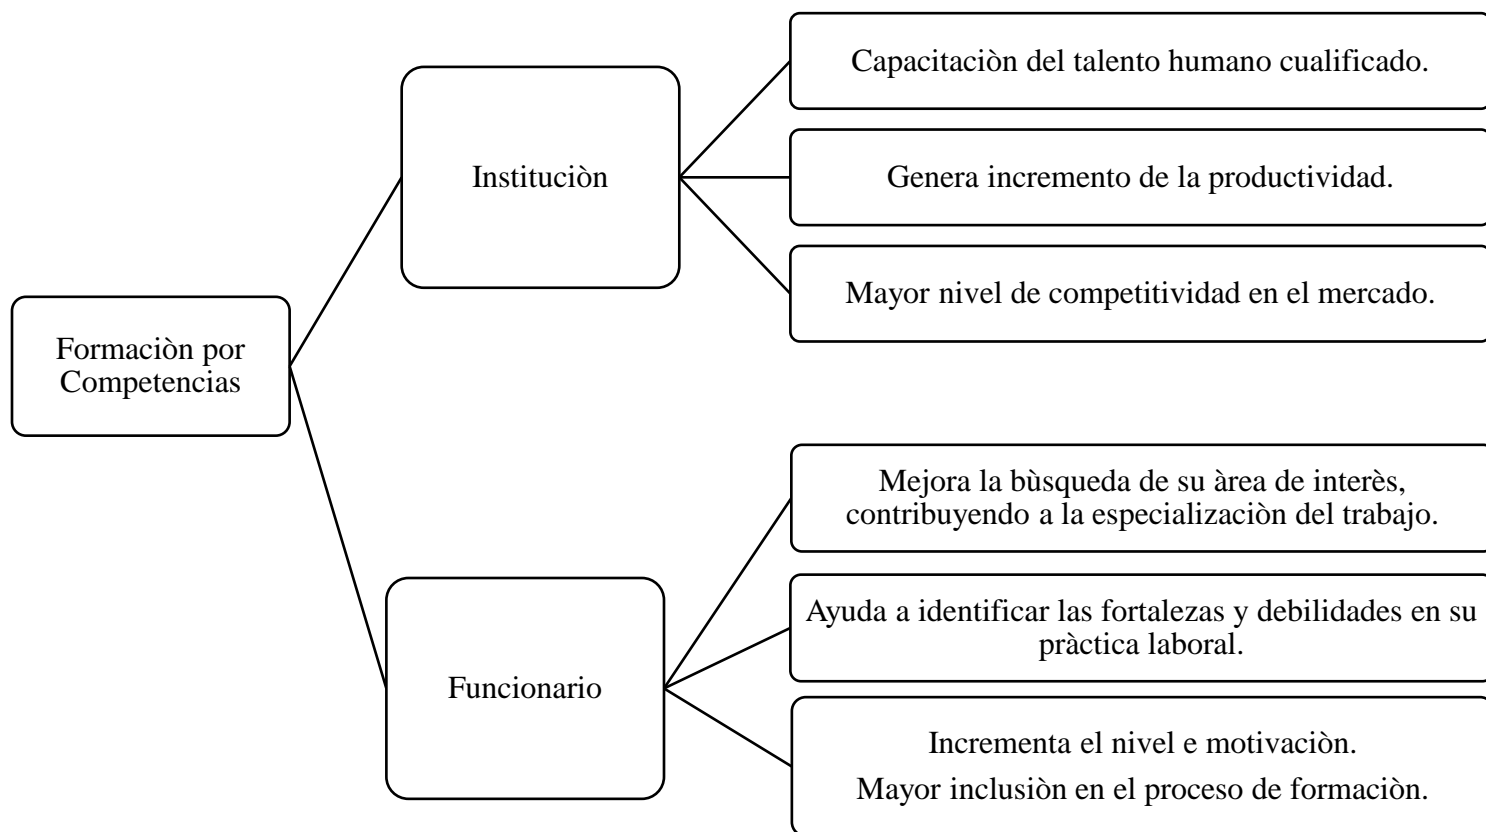 Formaciòn por
Competencias
Instituciòn
Capacitaciòn del talento humano cualificado.
Genera incremento de la productividad.
Mayor nivel de competitividad en el mercado.
Funcionario
Mejora la bùsqueda de su àrea de interès,
contribuyendo a la especializaciòn del trabajo.
Ayuda a identificar las fortalezas y debilidades en su
pràctica laboral.
Incrementa el nivel e motivaciòn.
Mayor inclusiòn en el proceso de formaciòn.